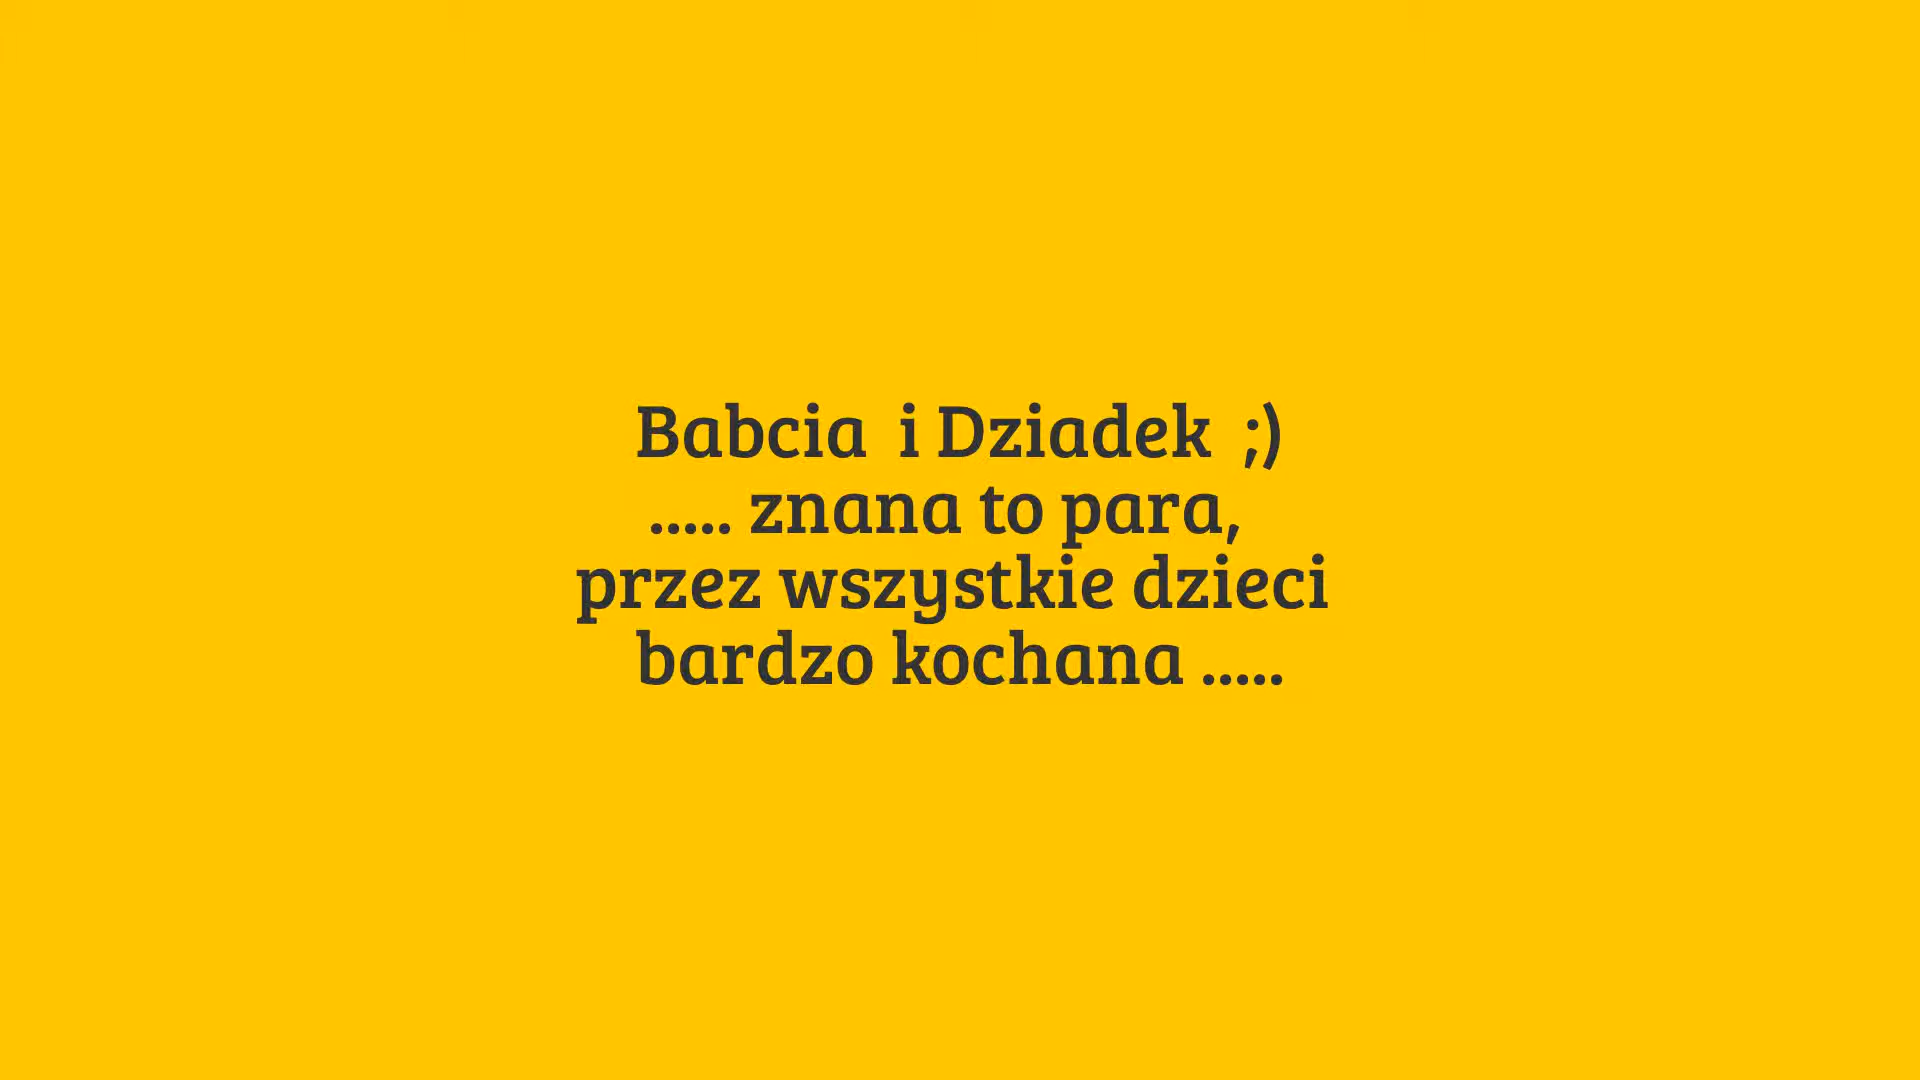 Babcia  i Dziadek  ;)
..... znana to para,
przez wszystkie dzieci
bardzo kochana .....